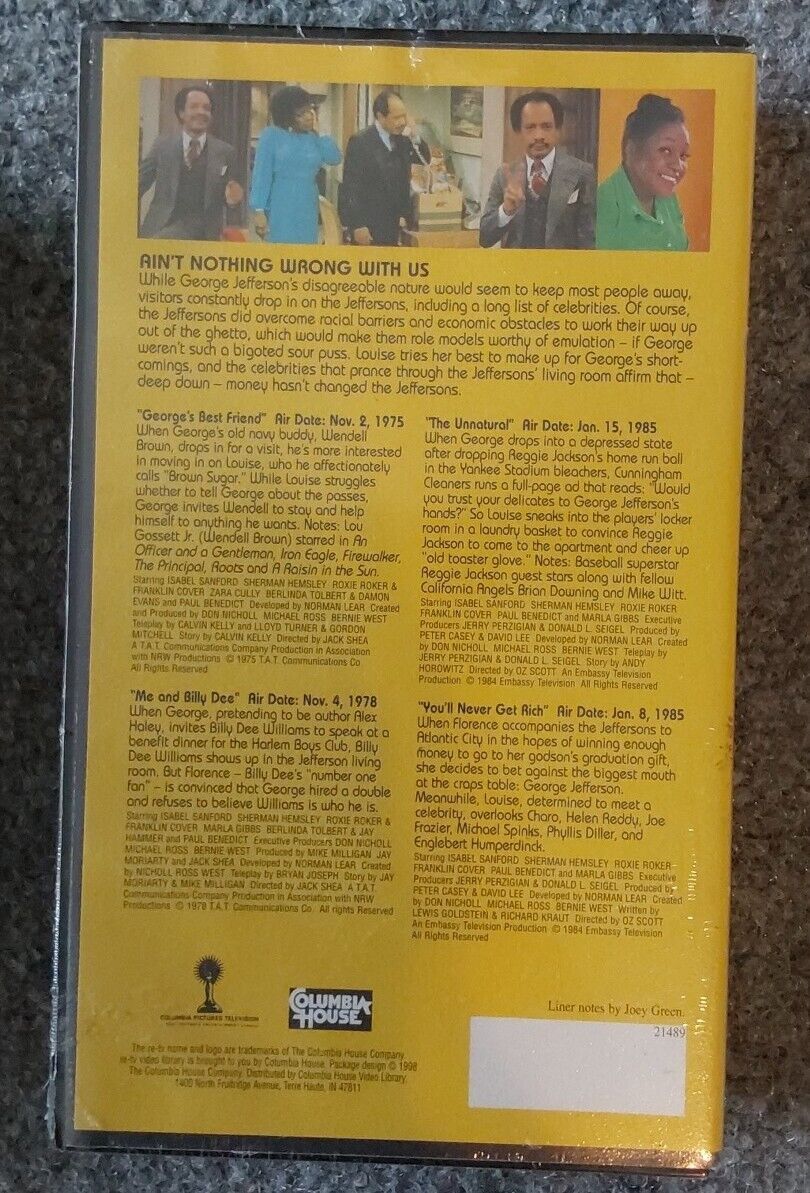 AIN'T NOTHING WRONG WITH US
While George Jefferson's disagreeable nature would seem to keep most people away,
visitors constantly drop in on the Jeffersons, including a long list of celebrities. Of course,
the Jeffersons did overcome racial barriers and economic obstacles to work their way up
out of the ghetto, which would make them role models worthy of emulation – if George
weren't such a bigoted sour puss. Louise tries her best to make up for George's short-
comings, and the celebrities that prance through the Jeffersons' living room affirm that –
deep down – money hasn't changed the Jeffersons.
"George's Best Friend" Air Date: Nov. 2, 1975
When George's old navy buddy, Wendell
Brown, drops in for a visit, he's more interested
in moving in on Louise, who he affectionately
calls "Brown Sugar." While Louise struggles
whether to tell George about the passes,
George invites Wendell to stay and help
himself to anything he wants. Notes: Lou
Gossett Jr. (Wendell Brown) starred in An
Officer and a Gentleman, Iron Eagle, Firewalker,
The Principal, Roots and A Raisin in the Sun.
Starring ISABEL SANFORD SHERMAN HEMSLEY ROXIE ROKER &
FRANKLIN COVER ZARA CULLY BERLINDA TOLBERT & DAMON
EVANS and PAUL BENEDICT Developed by NORMAN LEAR Created
and Produced by DON NICHOLL MICHAEL ROSS BERNIE WEST
Teleplay by CALVIN KELLY and LLOYD TURNER & GORDON
MITCHELL Story by CALVIN KELLY Directed by JACK SHEA
A T.A.T. Communications Company Production in Association
with NRW Productions © 1975 T.A.T. Communications Co.
All Rights Reserved
"Me and Billy Dee" Air Date: Nov. 4, 1978
When George, pretending to be author Alex
Haley, invites Billy Dee Williams to speak at a
benefit dinner for the Harlem Boys Club, Billy
Dee Williams shows up in the Jefferson living
room. But Florence – Billy Dee's "number one
fan" – is convinced that George hired a double
and refuses to believe Williams is who he is.
Starring ISABEL SANFORD SHERMAN HEMSLEY ROXIE ROKER &
FRANKLIN COVER MARLA GIBBS BERLINDA TOLBERT & JAY
HAMMER and PAUL BENEDICT Executive Producers DON NICHOLL
MICHAEL ROSS BERNIE WEST Produced by MIKE MILLIGAN JAY
MORIARTY and JACK SHEA Developed by NORMAN LEAR Created
by NICHOLL ROSS WEST Teleplay by BRYAN JOSEPH Story by JAY
MORIARTY & MIKE MILLIGAN Directed by JACK SHEA A T.A.T.
Communications Company Production in Association with NRW
Productions © 1978 T.A.T. Communications Co. All rights Reserved
"The Unnatural" Air Date: Jan. 15, 1985
When George drops into a depressed state
after dropping Reggie Jackson's home run ball
in the Yankee Stadium bleachers, Cunningham
Cleaners runs a full-page ad that reads: "Would
you trust your delicates to George Jefferson's
hands?" So Louise sneaks into the players' locker
room in a laundry basket to convince Reggie
Jackson to come to the apartment and cheer up
"old toaster glove." Notes: Baseball superstar
Reggie Jackson guest stars along with fellow
California Angels Brian Downing and Mike Witt.
Starring ISABEL SANFORD SHERMAN HEMSLEY ROXIE ROKER
FRANKLIN COVER PAUL BENEDICT and MARLA GIBBS Executive
Producers JERRY PERZIGIAN & DONALD L. SEIGEL Produced by
PETER CASEY & DAVID LEE Developed by NORMAN LEAR Created
by DON NICHOLL MICHAEL ROSS BERNIE WEST Teleplay by
JERRY PERZIGIAN & DONALD L. SEIGEL Story by ANDY
HOROWITZ Directed by OZ SCOTT An Embassy Television
Production © 1984 Embassy Television All Rights Reserved
"You'll Never Get Rich" Air Date: Jan. 8, 1985
When Florence accompanies the Jeffersons to
Atlantic City in the hopes of winning enough
money to go to her godson's graduation gift,
she decides to bet against the biggest mouth
at the craps table: George Jefferson.
Meanwhile, Louise, determined to meet a
celebrity, overlooks Charo, Helen Reddy, Joe
Frazier, Michael Spinks, Phyllis Diller, and
Englebert Humperdinck.
Starring ISABEL SANFORD SHERMAN HEMSLEY ROXIE ROKER
FRANKLIN COVER PAUL BENEDICT and MARLA GIBBS Executive
Producers JERRY PERZIGIAN & DONALD L. SEIGEL Produced by
PETER CASEY & DAVID LEE Developed by NORMAN LEAR Created
by DON NICHOLL MICHAEL ROSS BERNIE WEST Written by
LEWIS GOLDSTEIN & RICHARD KRAUT Directed by OZ SCOTT
An Embassy Television Production © 1984 Embassy Television
All Rights Reserved
COLUMBIA PICTURES TELEVISION
COLUMBIA
HOUSE
Liner notes by Joey Green.
21489
The re-tv name and logo are trademarks of The Columbia House Company.
re-tv video library is brought to you by Columbia House. Package design © 1998
The Columbia House Company. Distributed by Columbia House Video Library.
1400 North Fruitridge Avenue, Terre Haute, IN 47811